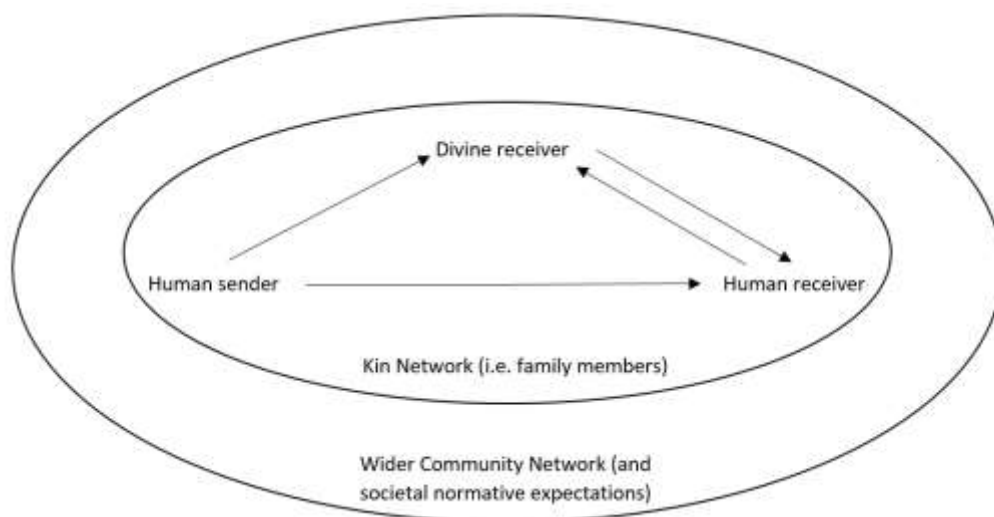 Divine receiver
Human sender
Human receiver
Kin Network (i.e. family members)
Wider Community Network (and
societal normative expectations)